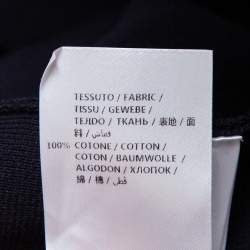 TESSUTO / FABRIC /
TISSU / GEWEBE /
TEJIDO / ТКАНЬ / 裏地 / 面
料 / قماش /
100% COTONE / COTTON /
COTON / BAUMWOLLE /
ALGODON / ХЛОПОК /
綿 / 棉 / قطن /